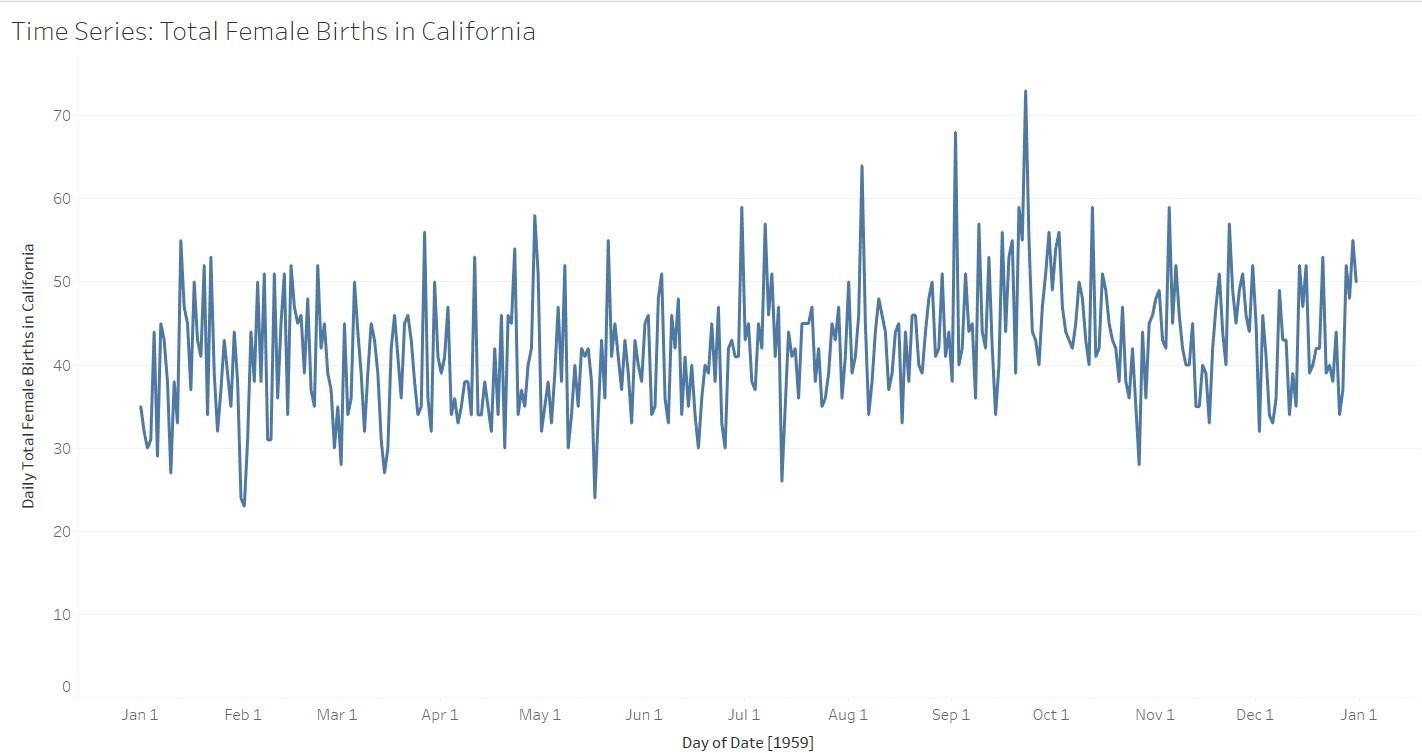 Time Series: Total Female Births in California
Daily Total Female Births in California
70
60
50
40
30
20
10
0
Jan 1 Feb 1 Mar 1 Apr 1 May 1 Jun 1 Jul 1 Aug 1 Sep 1 Oct 1 Nov 1 Dec 1 Jan 1
Day of Date [1959]